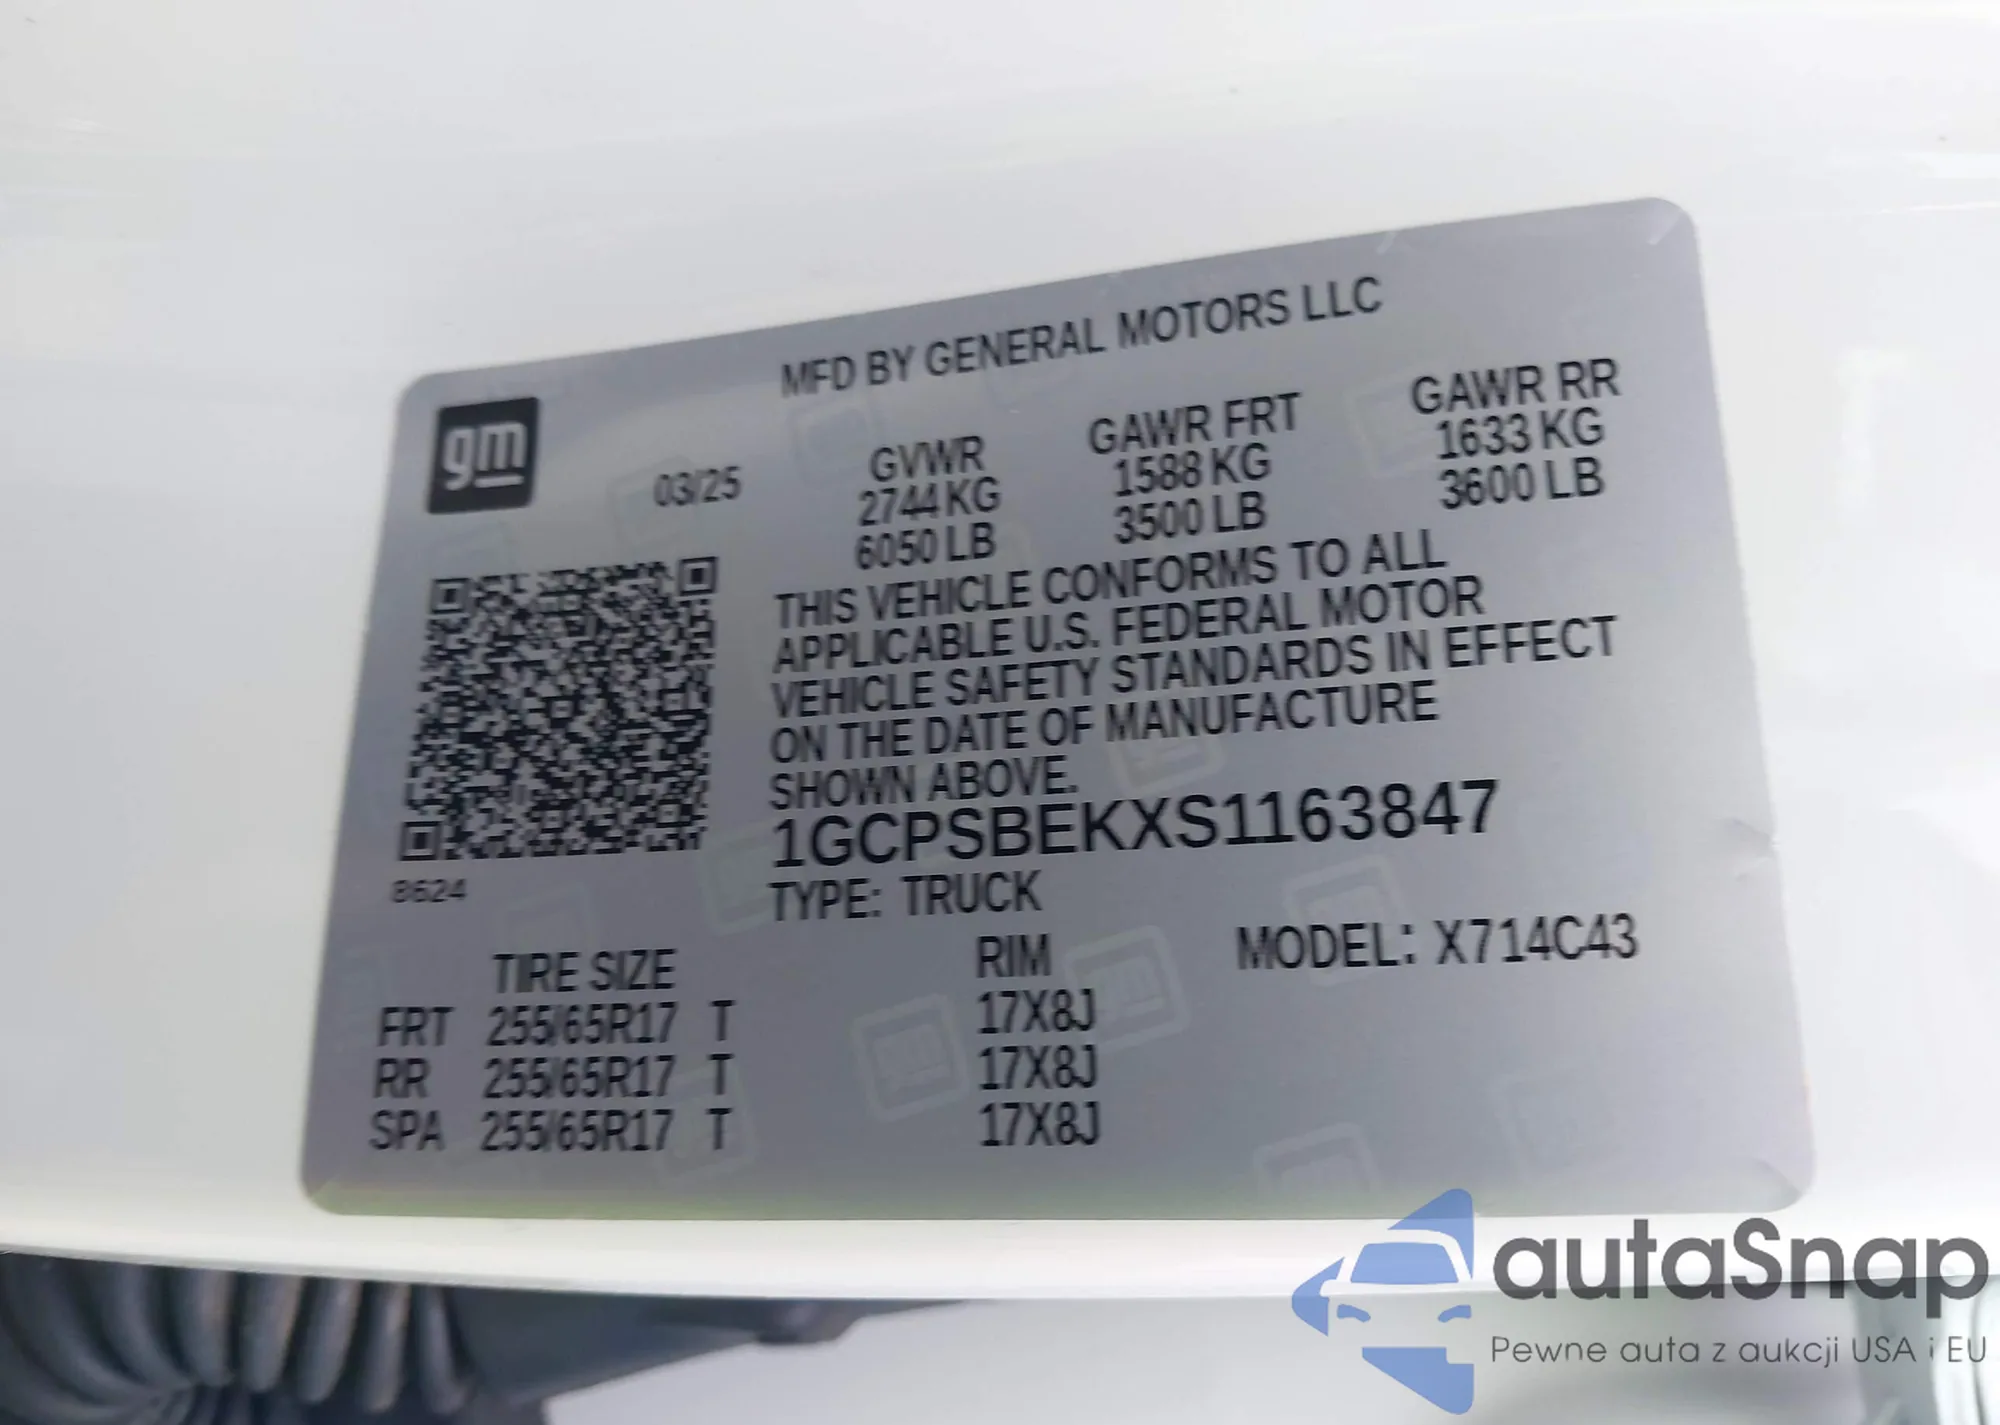 MFD BY GENERAL MOTORS LLC
gm
03/25
GVWR
2744 KG
6050 LB
GAWR FRT
1588 KG
3500 LB
GAWR RR
1633 KG
3600 LB
THIS VEHICLE CONFORMS TO ALL
APPLICABLE U.S. FEDERAL MOTOR
VEHICLE SAFETY STANDARDS IN EFFECT
ON THE DATE OF MANUFACTURE
SHOWN ABOVE.
1GCPSBEKXS1163847
8624
TYPE: TRUCK
TIRE SIZE RIM MODEL: X714C43
FRT 255/65R17 T 17X8J
RR 255/65R17 T 17X8J
SPA 255/65R17 T 17X8J
autaSnap
Pewne auta z aukcji USA i EU